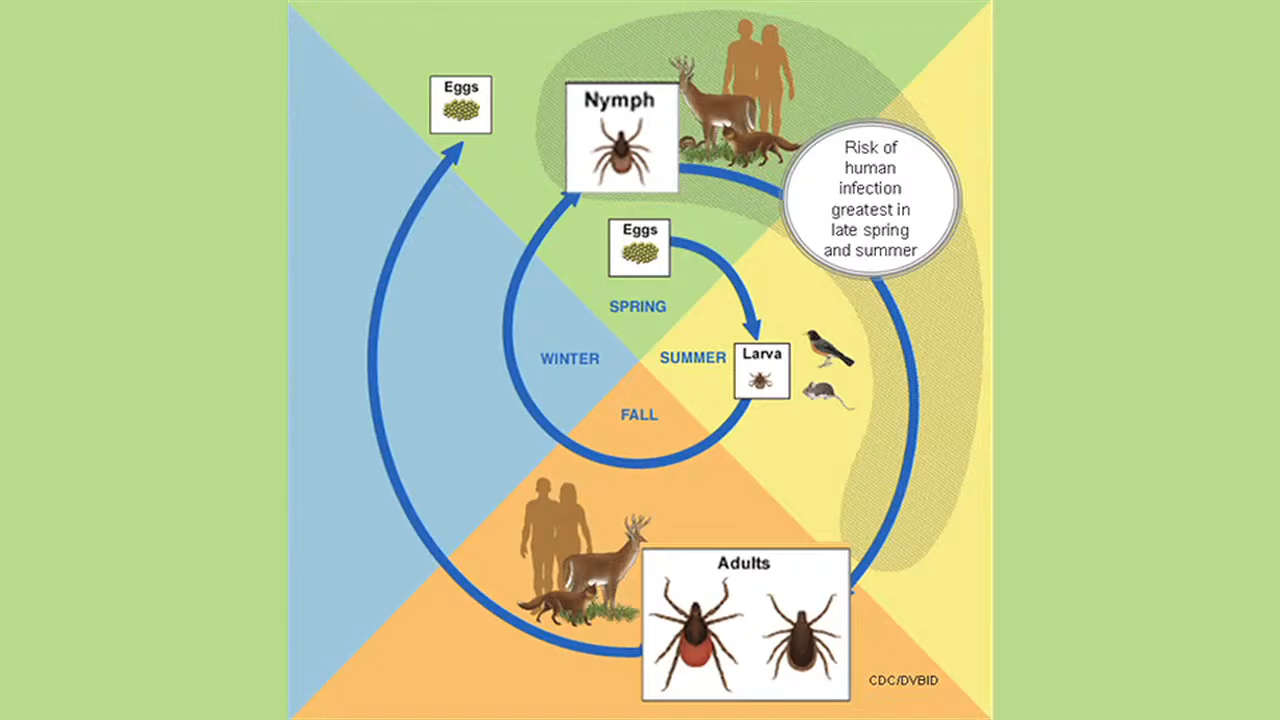 Eggs
Nymph
Risk of
human
infection
greatest in
late spring
and summer
Eggs
SPRING
WINTER
SUMMER
Larva
FALL
Adults
CDC/DVBID